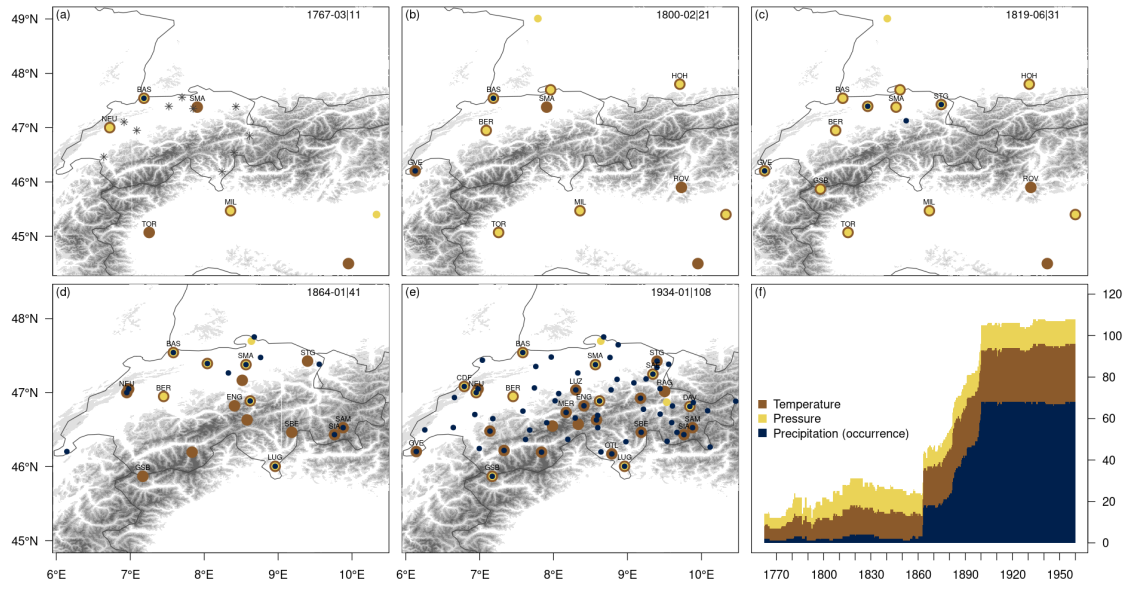 (a) 1767-03|11
49°N
48°N
47°N
46°N
45°N
BAS
SMA
NEU
MIL
TOR
(b) 1800-02|21
HOH
BAS
SMA
BER
GVE
ROV
MIL
TOR
(c) 1819-06|31
HOH
BAS
STG
SMA
BER
GVE
GSB
ROV
MIL
TOR
(d) 1864-01|41
48°N
47°N
46°N
45°N
BAS
SMA
STG
NEU
BER
ENG
SAM
SBE
SIA
LUG
GSB
6°E 7°E 8°E 9°E 10°E
(e) 1934-01|108
BAS
SMA
STG
CDF
NEU
LUZ
RAG
BER
ENG
DAV
MER
SAM
SBE
SIA
GVE
OTL
LUG
GSB
6°E 7°E 8°E 9°E 10°E
(f)
120
100
80
60
40
20
0
Temperature
Pressure
Precipitation (occurrence)
1770 1800 1830 1860 1890 1920 1950